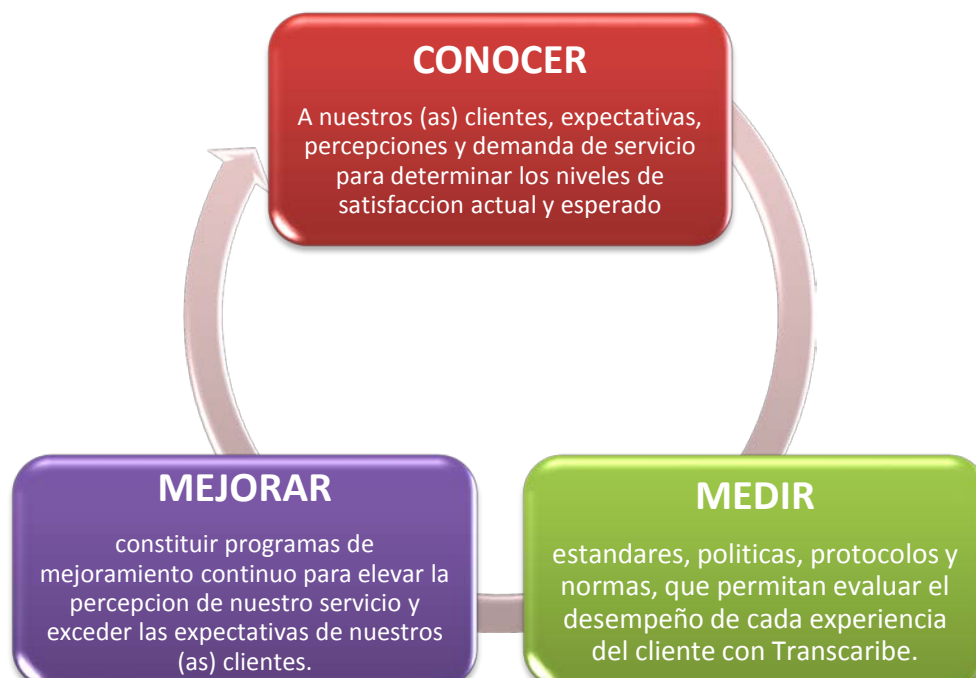 CONOCER
A nuestros (as) clientes, expectativas,
percepciones y demanda de servicio
para determinar los niveles de
satisfaccion actual y esperado
MEJORAR
constituir programas de
mejoramiento continuo para elevar la
percepcion de nuestro servicio y
exceder las expectativas de nuestros
(as) clientes.
MEDIR
estandares, politicas, protocolos y
normas, que permitan evaluar el
desempeño de cada experiencia
del cliente con Transcaribe.